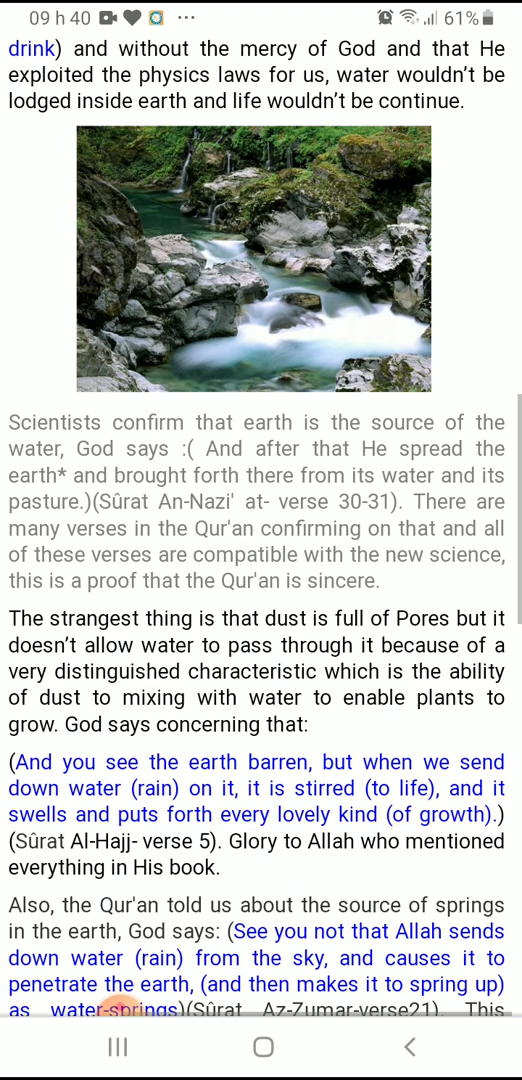 09 h 40
61%
drink) and without the mercy of God and that He
exploited the physics laws for us, water wouldn’t be
lodged inside earth and life wouldn’t be continue.
Scientists confirm that earth is the source of the
water, God says :( And after that He spread the
earth* and brought forth there from its water and its
pasture.)(Sûrat An-Nazi' at- verse 30-31). There are
many verses in the Qur'an confirming on that and all
of these verses are compatible with the new science,
this is a proof that the Qur'an is sincere.
The strangest thing is that dust is full of Pores but it
doesn’t allow water to pass through it because of a
very distinguished characteristic which is the ability
of dust to mixing with water to enable plants to
grow. God says concerning that:
(And you see the earth barren, but when we send
down water (rain) on it, it is stirred (to life), and it
swells and puts forth every lovely kind (of growth).)
(Sûrat Al-Hajj- verse 5). Glory to Allah who mentioned
everything in His book.
Also, the Qur'an told us about the source of springs
in the earth, God says: (See you not that Allah sends
down water (rain) from the sky, and causes it to
penetrate the earth, (and then makes it to spring up)
as water-springs)(Sûrat Az-Zumar-verse21). This